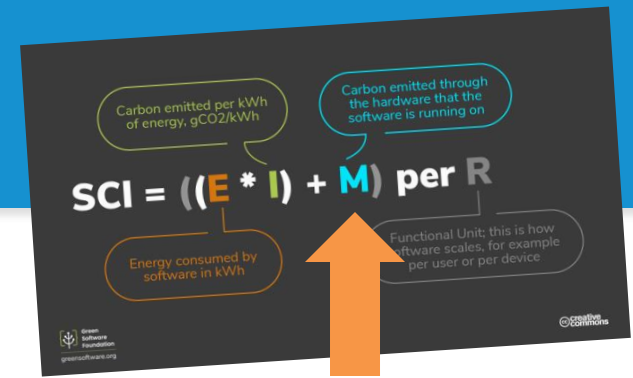 Carbon emitted per kWh
of energy, gCO2/kWh
Carbon emitted through
the hardware that the
software is running on
SCI = ((E * I) + M) per R
Energy consumed by
software in kWh
Functional Unit; this is how
software scales, for example
per user or per device
Green
Software
Foundation
greensoftware.org
cc creative
commons